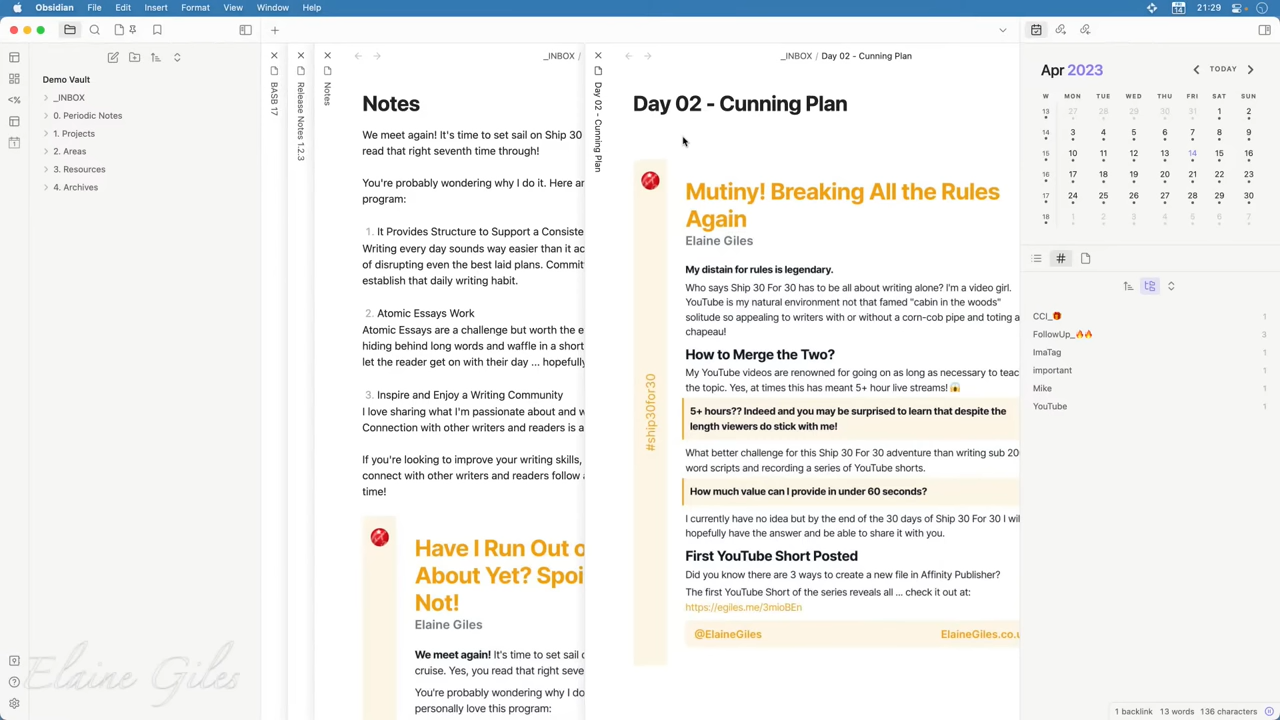 Obsidian File Edit View Insert Format Window Help Release Notes
21:29
Demo Vault
_INBOX
0. Periodic Notes
1. Projects
2. Areas
3. Resources
4. Archives
Elaine Giles
BASB 17
Release Notes 1.2.3
Notes
_INBOX /
Notes
We meet again! It's time to set sail on Ship 30
read that right seventh time through!
You're probably wondering why I do it. Here ar
program:
1. It Provides Structure to Support a Consiste
Writing every day sounds way easier than it ac
of disrupting even the best laid plans. Commit
establish that daily writing habit.
2. Atomic Essays Work
Atomic Essays are a challenge but worth the e
hiding behind long words and waffle in a short
let the reader get on with their day ... hopefully
3. Inspire and Enjoy a Writing Community
I love sharing what I'm passionate about and w
Connection with other writers and readers is a
If you're looking to improve your writing skills,
connect with other writers and readers follow a
time!
Have I Run Out o
About Yet? Spoi
Not!
Elaine Giles
We meet again! It's time to set sail o
cruise. Yes, you read that right seve
You're probably wondering why I do
personally love this program:
Day 02 - Cunning Plan
_INBOX / Day 02 - Cunning Plan
Day 02 - Cunning Plan
#ship30for30
Mutiny! Breaking All the Rules
Again
Elaine Giles
My distain for rules is legendary.
Who says Ship 30 For 30 has to be all about writing alone? I'm a video girl.
YouTube is my natural environment not that famed "cabin in the woods"
solitude so appealing to writers with or without a corn-cob pipe and toting a
chapeau!
How to Merge the Two?
My YouTube videos are renowned for going on as long as necessary to teac
the topic. Yes, at times this has meant 5+ hour live streams!😱
5+ hours?? Indeed and you may be surprised to learn that despite the
length viewers do stick with me!
What better challenge for this Ship 30 For 30 adventure than writing sub 20
word scripts and recording a series of YouTube shorts.
How much value can I provide in under 60 seconds?
I currently have no idea but by the end of the 30 days of Ship 30 For 30 I wil
hopefully have the answer and be able to share it with you.
First YouTube Short Posted
Did you know there are 3 ways to create a new file in Affinity Publisher?
The first YouTube Short of the series reveals all ... check it out at:
https://egiles.me/3mioBEn
@ElaineGiles ElaineGiles.co.u
Apr 2023 TODAY
W MON TUE WED THU FRI SAT SUN
13 27 28 29 30 31 1 2
14 3 4 5 6 7 8 9
15 10 11 12 13 14 15 16
16 17 18 19 20 21 22 23
17 24 25 26 27 28 29 30
18 1 2 3 4 5 6 7
CCI_🎁 1
FollowUp_🔥🔥 3
ImaTag 1
important 1
Mike 1
YouTube 1
1 backlink 13 words 136 characters